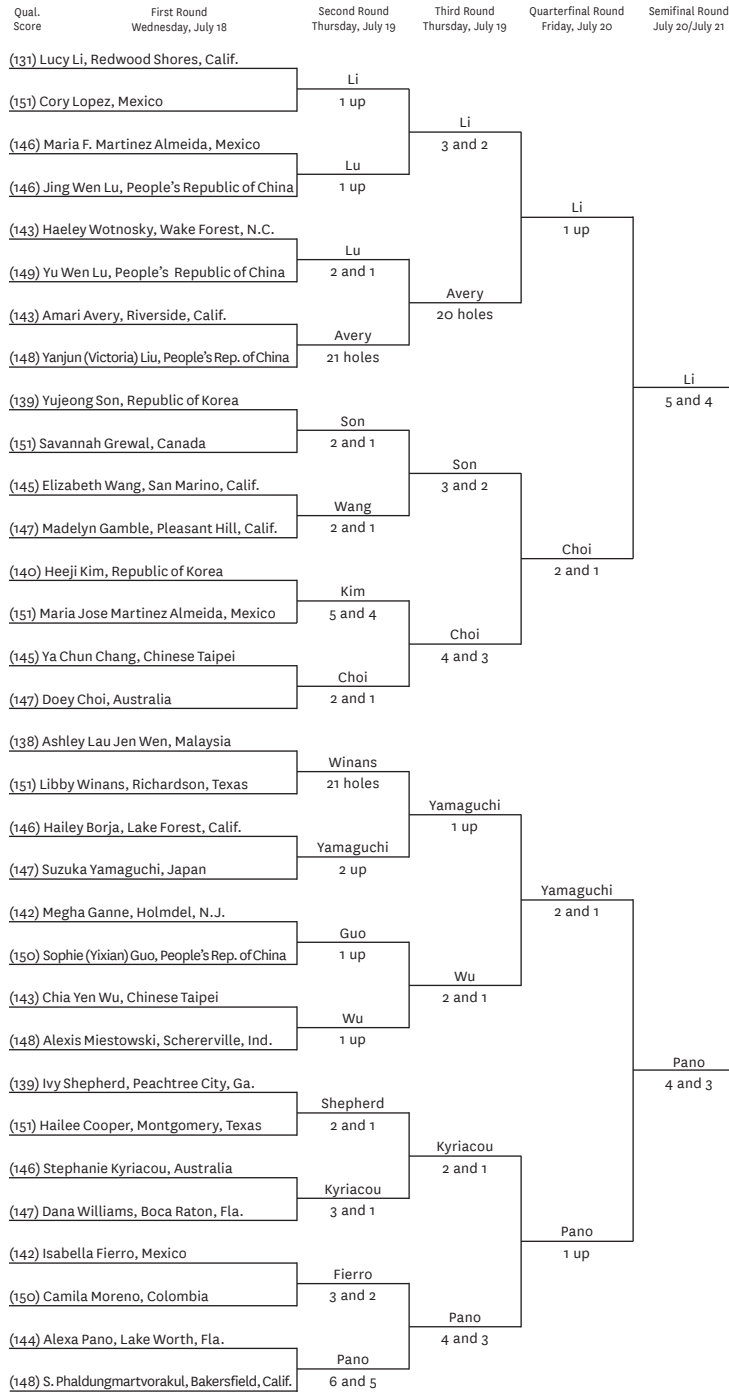 Qual. Score
First Round
Wednesday, July 18
Second Round
Thursday, July 19
Third Round
Thursday, July 19
Quarterfinal Round
Friday, July 20
Semifinal Round
July 20/July 21
(131) Lucy Li, Redwood Shores, Calif.
(151) Cory Lopez, Mexico
(146) Maria F. Martinez Almeida, Mexico
(146) Jing Wen Lu, People's Republic of China
(143) Haeley Wotnosky, Wake Forest, N.C.
(149) Yu Wen Lu, People's Republic of China
(143) Amari Avery, Riverside, Calif.
(148) Yanjun (Victoria) Liu, People's Rep. of China
(139) Yujeong Son, Republic of Korea
(151) Savannah Grewal, Canada
(145) Elizabeth Wang, San Marino, Calif.
(147) Madelyn Gamble, Pleasant Hill, Calif.
(140) Heeji Kim, Republic of Korea
(151) Maria Jose Martinez Almeida, Mexico
(145) Ya Chun Chang, Chinese Taipei
(147) Doey Choi, Australia
(138) Ashley Lau Jen Wen, Malaysia
(151) Libby Winans, Richardson, Texas
(146) Hailey Borja, Lake Forest, Calif.
(147) Suzuka Yamaguchi, Japan
(142) Megha Ganne, Holmdel, N.J.
(150) Sophie (Yixian) Guo, People's Rep. of China
(143) Chia Yen Wu, Chinese Taipei
(148) Alexis Miestowski, Schererville, Ind.
(139) Ivy Shepherd, Peachtree City, Ga.
(151) Hailee Cooper, Montgomery, Texas
(146) Stephanie Kyriacou, Australia
(147) Dana Williams, Boca Raton, Fla.
(142) Isabella Fierro, Mexico
(150) Camila Moreno, Colombia
(144) Alexa Pano, Lake Worth, Fla.
(148) S. Phaldungmartvorakul, Bakersfield, Calif.
Li
1 up
Lu
1 up
Lu
2 and 1
Avery
21 holes
Son
2 and 1
Wang
2 and 1
Kim
5 and 4
Choi
2 and 1
Winans
21 holes
Yamaguchi
2 up
Guo
1 up
Wu
1 up
Shepherd
2 and 1
Kyriacou
3 and 1
Fierro
3 and 2
Pano
6 and 5
Li
3 and 2
Avery
20 holes
Son
3 and 2
Choi
4 and 3
Yamaguchi
1 up
Wu
2 and 1
Kyriacou
2 and 1
Pano
4 and 3
Li
1 up
Choi
2 and 1
Yamaguchi
2 and 1
Pano
1 up
Li
5 and 4
Pano
4 and 3